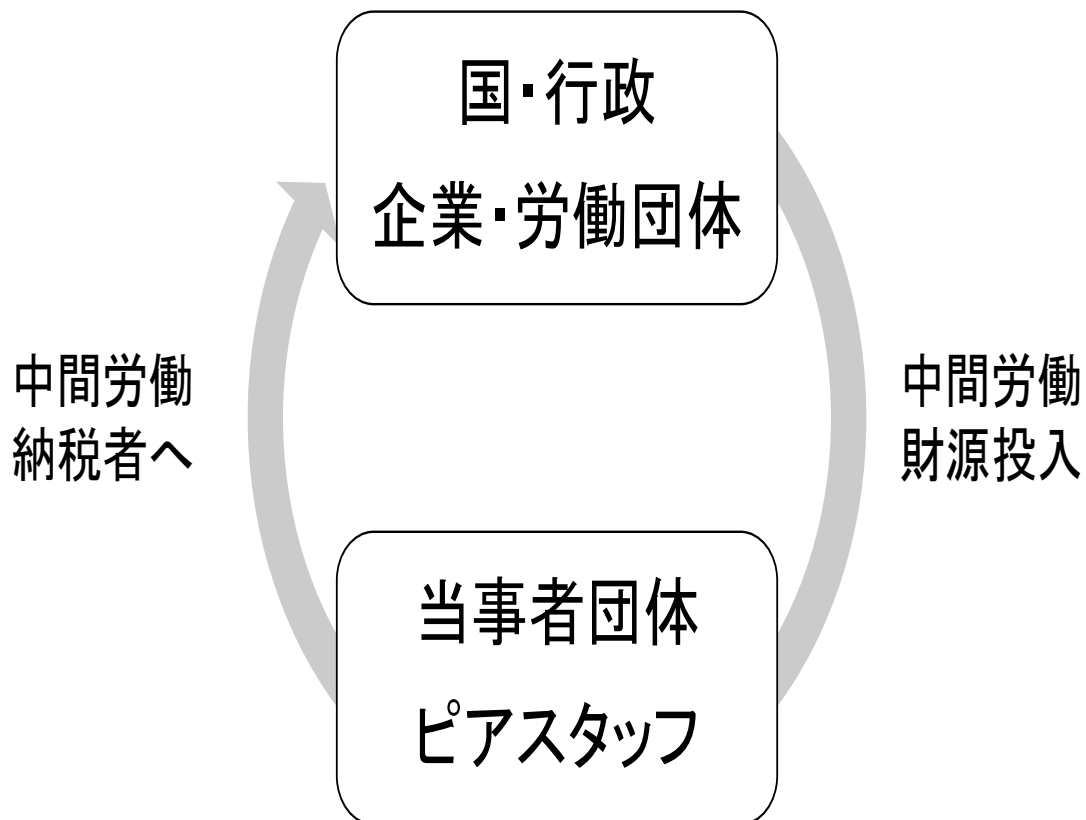 国・行政
企業・労働団体
中間労働
納税者へ
中間労働
財源投入
当事者団体
ピアスタッフ